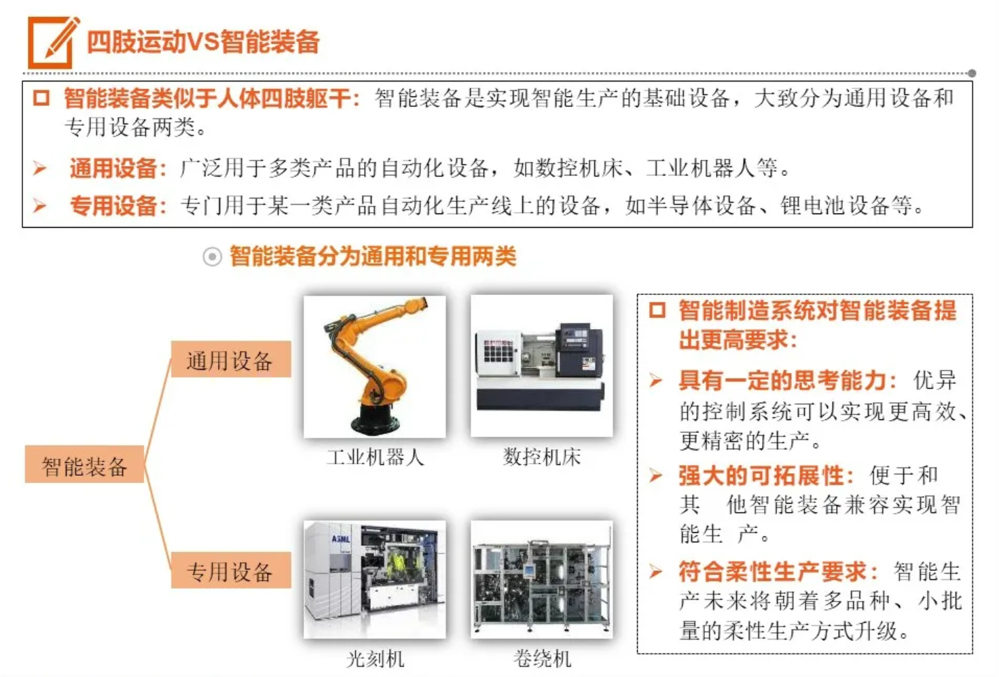 四肢运动VS智能装备
智能装备类似于人体四肢躯干：智能装备是实现智能生产的基础设备，大致分为通用设备和
专用设备两类。
通用设备：广泛用于多类产品的自动化设备，如数控机床、工业机器人等。
专用设备：专门用于某一类产品自动化生产线上的设备，如半导体设备、锂电池设备等。
智能装备分为通用和专用两类
智能装备
通用设备
工业机器人
数控机床
专用设备
ASML
光刻机
卷绕机
智能制造系统对智能装备提
出更高要求：
具有一定的思考能力：优异
的控制系统可以实现更高效、
更精密的生产。
强大的可拓展性：便于和
其 他智能装备兼容实现智
能生 产。
符合柔性生产要求：智能生
产未来将朝着多品种、小批
量的柔性生产方式升级。